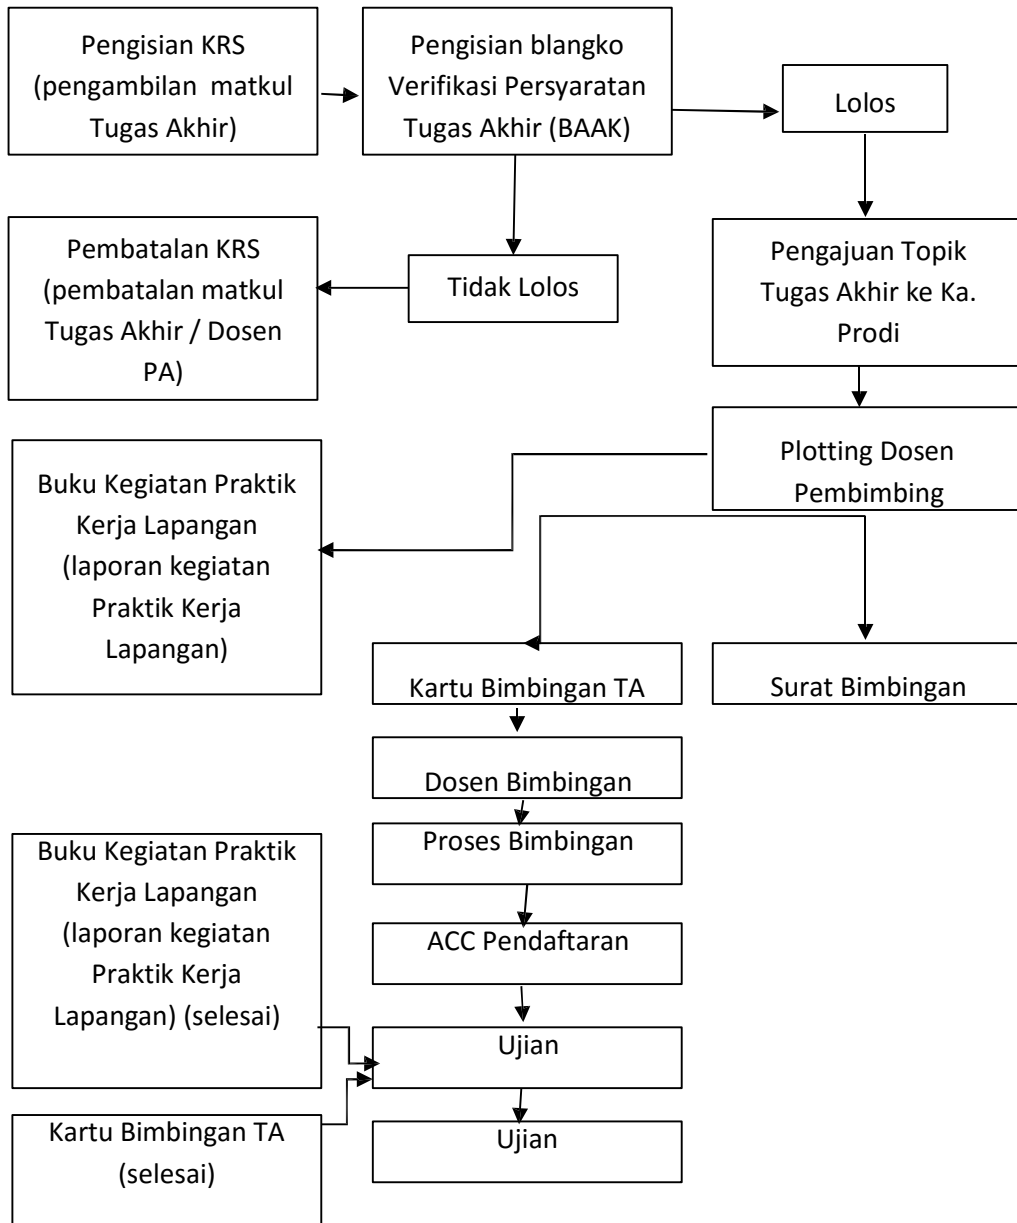 Pengisian KRS
(pengambilan matkul
Tugas Akhir)
Pengisian blangko
Verifikasi Persyaratan
Tugas Akhir (BAAK)
Lolos
Pembatalan KRS
(pembatalan matkul
Tugas Akhir / Dosen
PA)
Tidak Lolos
Pengajuan Topik
Tugas Akhir ke Ka.
Prodi
Plotting Dosen
Pembimbing
Buku Kegiatan Praktik
Kerja Lapangan
(laporan kegiatan
Praktik Kerja
Lapangan)
Kartu Bimbingan TA
Surat Bimbingan
Dosen Bimbingan
Proses Bimbingan
ACC Pendaftaran
Buku Kegiatan Praktik
Kerja Lapangan
(laporan kegiatan
Praktik Kerja
Lapangan) (selesai)
Ujian
Kartu Bimbingan TA
(selesai)
Ujian